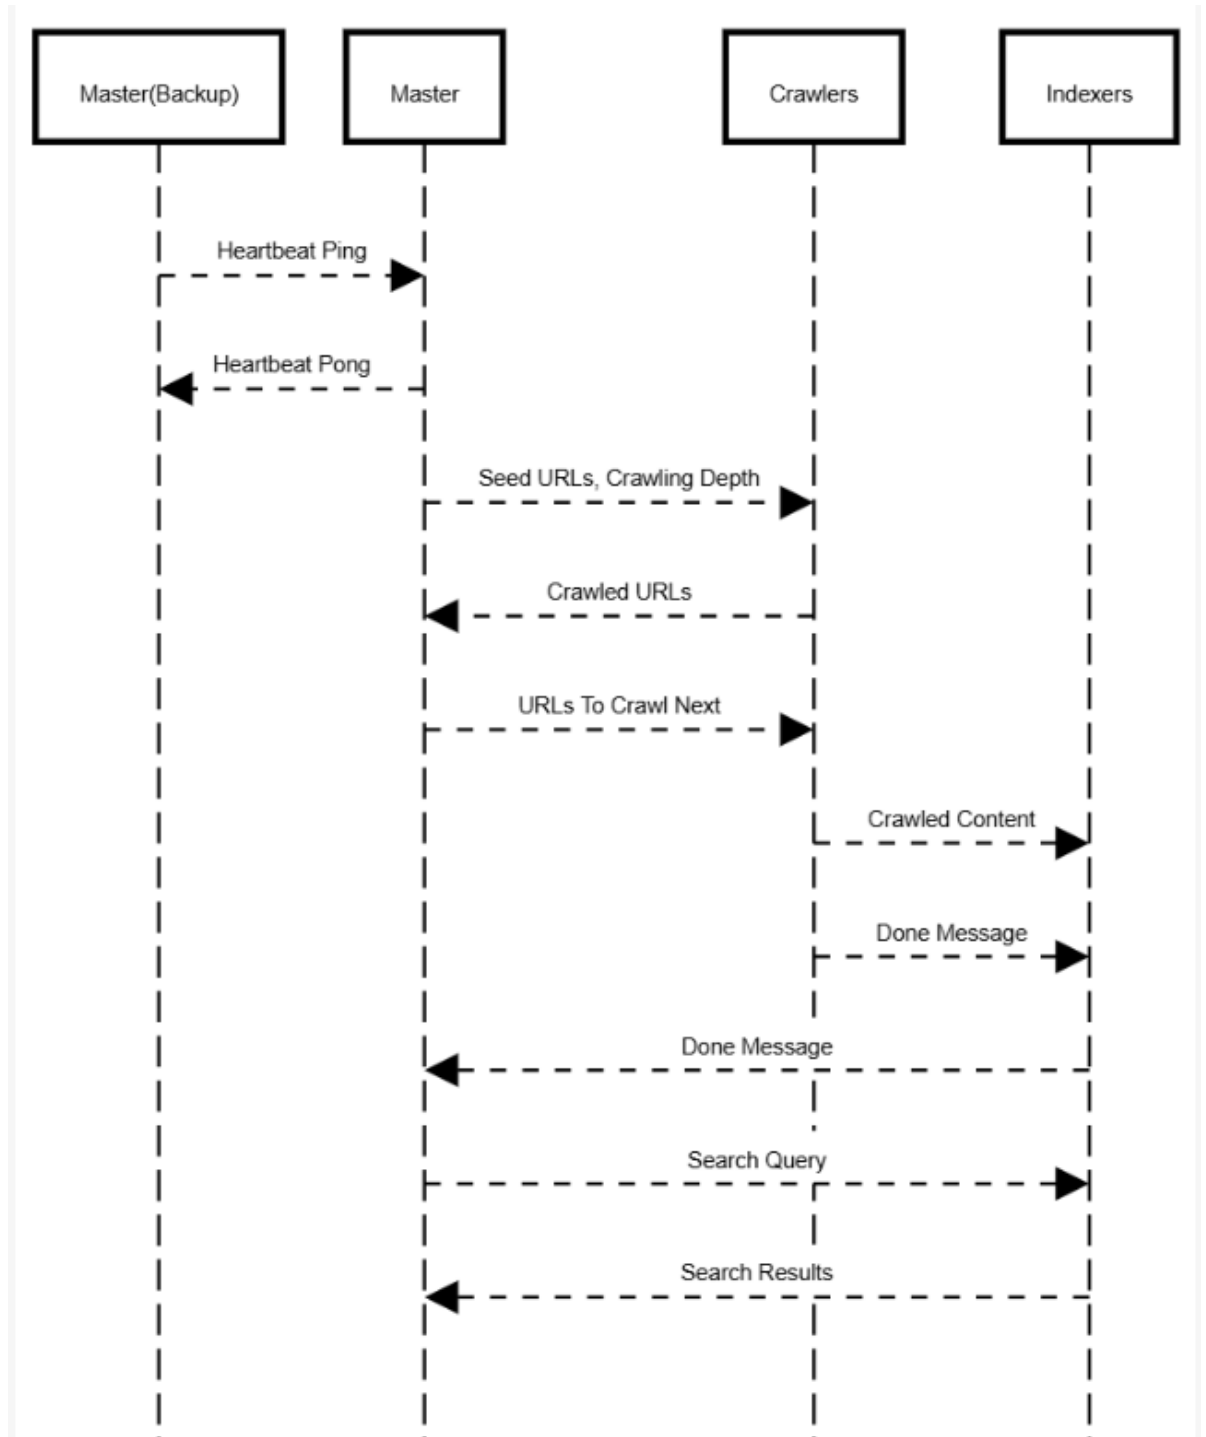 Master(Backup)
Master
Crawlers
Indexers
Heartbeat Ping
Heartbeat Pong
Seed URLs, Crawling Depth
Crawled URLs
URLs To Crawl Next
Crawled Content
Done Message
Done Message
Search Query
Search Results